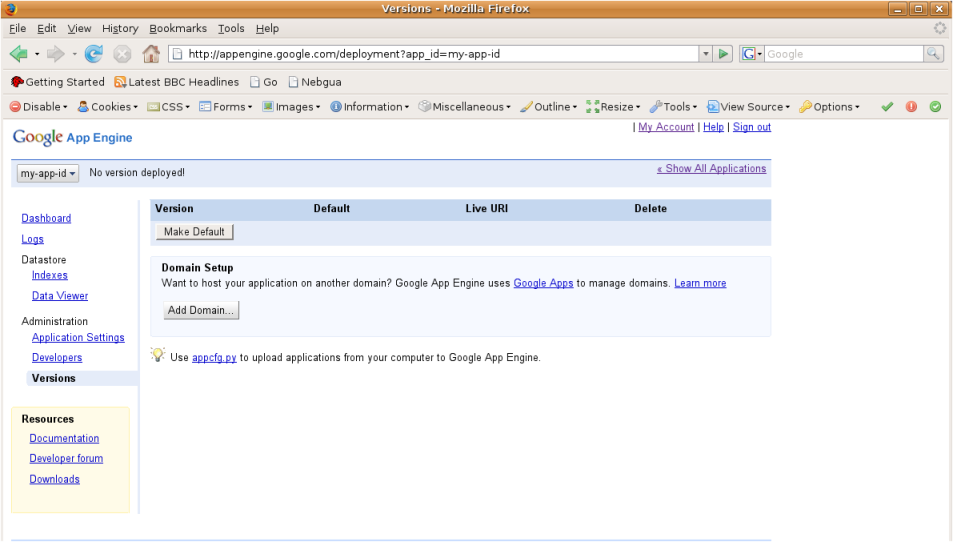 Versions - Mozilla Firefox
File Edit View History Bookmarks Tools Help
http://appengine.google.com/deployment?app_id=my-app-id G Google
Getting Started Latest BBC Headlines Go Nebgua
Disable Cookies CSS Forms Images Information Miscellaneous Outline Resize Tools View Source Options
| My Account | Help | Sign out
Google App Engine
my-app-id No version deployed! « Show All Applications
Version Default Live URI Delete
Make Default
Dashboard
Logs
Datastore
Indexes
Data Viewer
Administration
Application Settings
Developers
Versions
Domain Setup
Want to host your application on another domain? Google App Engine uses Google Apps to manage domains. Learn more
Add Domain...
Use appcfg.py to upload applications from your computer to Google App Engine.
Resources
Documentation
Developer forum
Downloads